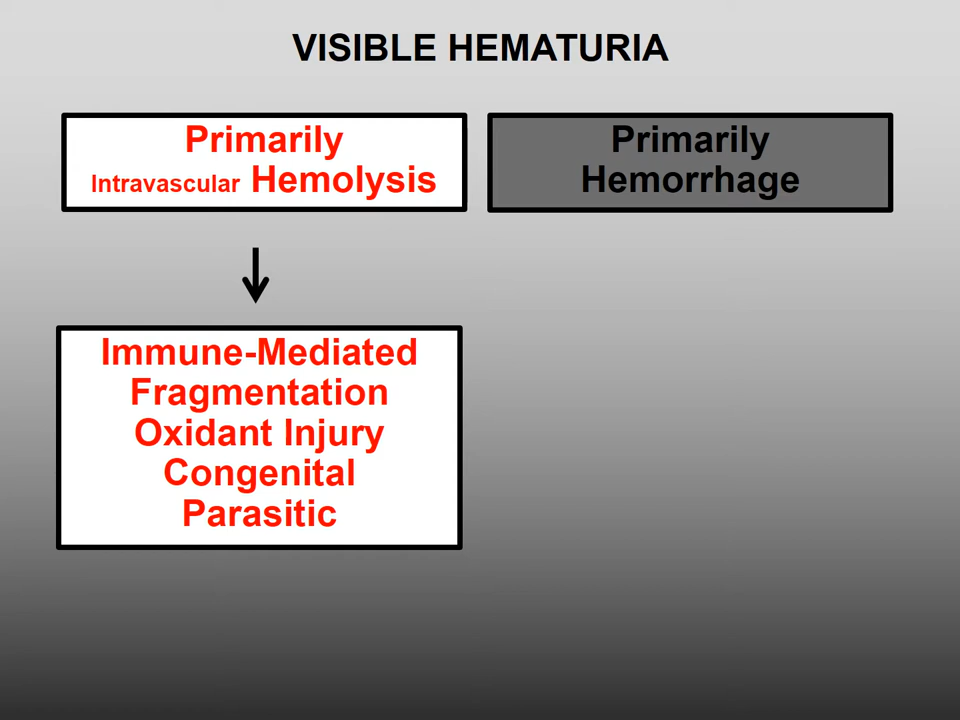 VISIBLE HEMATURIA
Primarily
Intravascular Hemolysis
Primarily
Hemorrhage
Immune-Mediated
Fragmentation
Oxidant Injury
Congenital
Parasitic